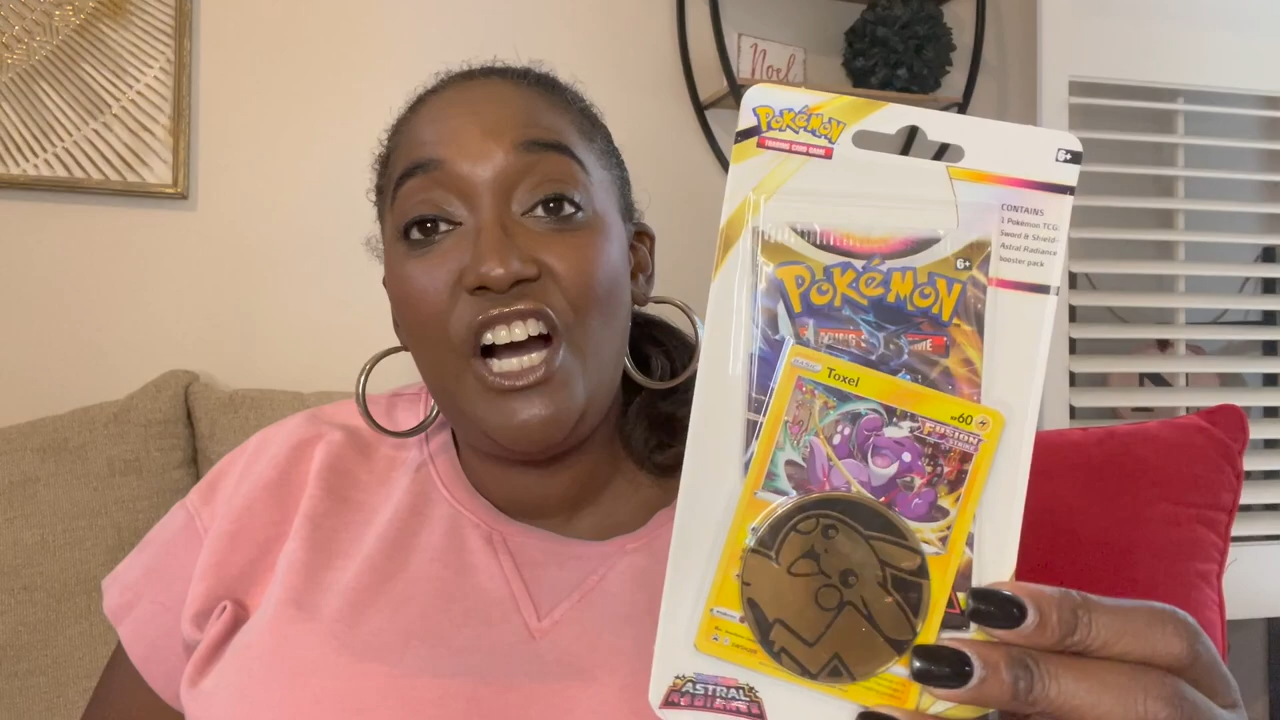 Noel
POKéMON
TRADING CARD GAME
6+
CONTAINS
1 Pokémon TCG:
Sword & Shield–
Astral Radiance
booster pack
6+
POKéMON
BASIC
Toxel
HP60
FUSION
STRIKE
ASTRAL
RADIANCE